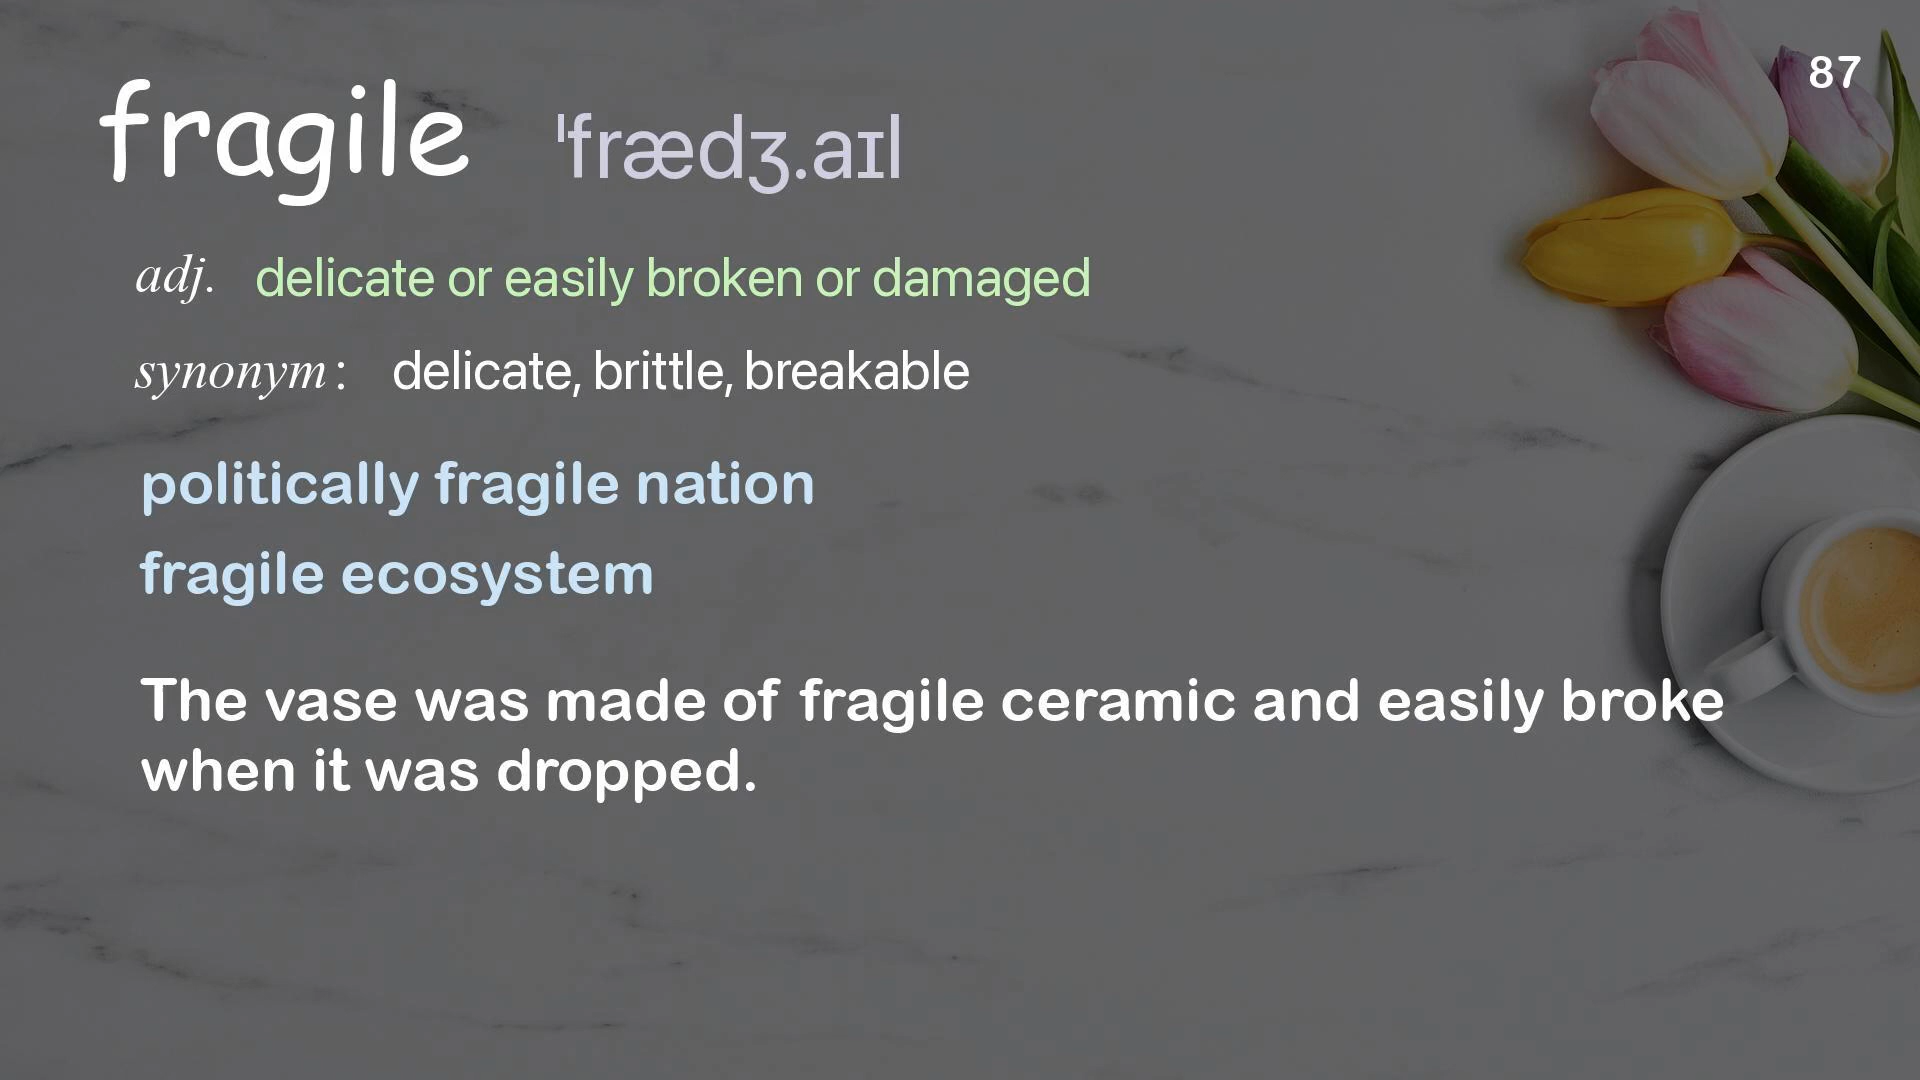 87
fragile ˈfrædʒ.aɪl
adj. delicate or easily broken or damaged
synonym: delicate, brittle, breakable
politically fragile nation
fragile ecosystem
The vase was made of fragile ceramic and easily broke
when it was dropped.